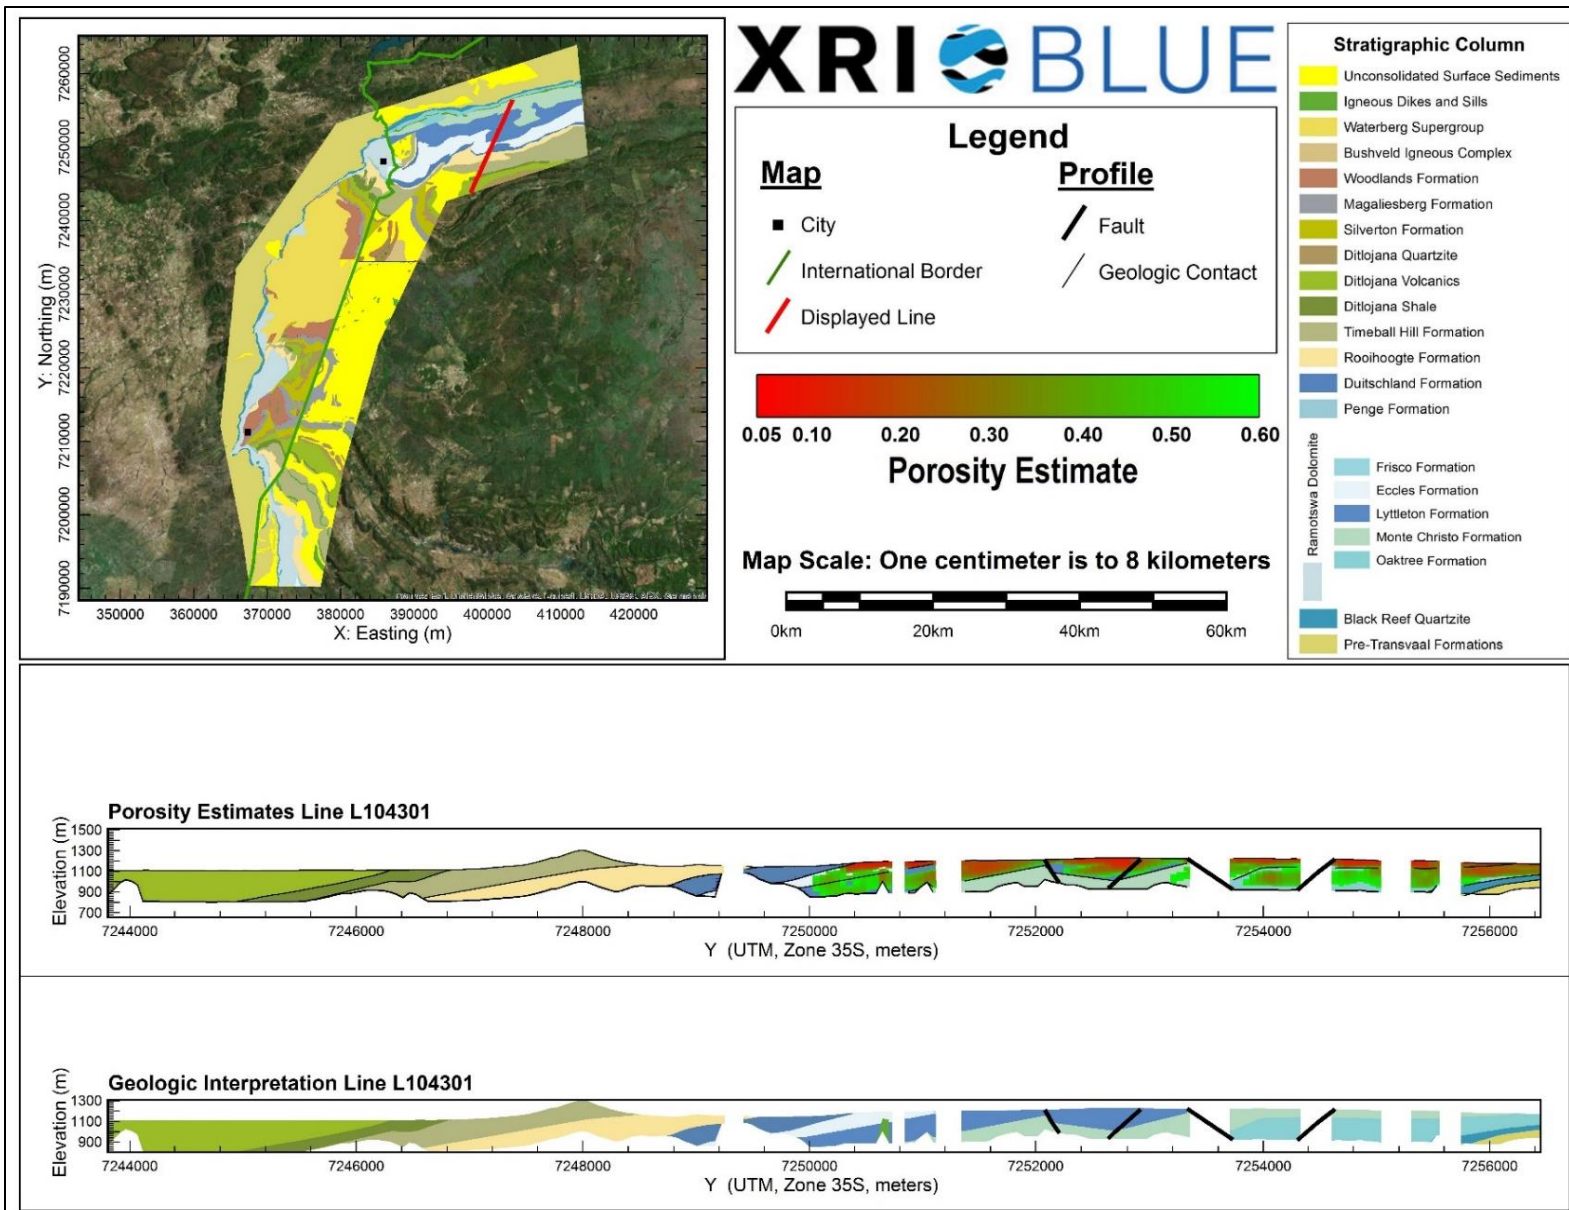 7260000
7250000
7240000
7230000
7220000
7210000
7200000
7190000
Y: Northing (m)
350000 360000 370000 380000 390000 400000 410000 420000
X: Easting (m)
XRI BLUE
Legend
Map
City
International Border
Displayed Line
Profile
Fault
Geologic Contact
0.05 0.10 0.20 0.30 0.40 0.50 0.60
Porosity Estimate
Map Scale: One centimeter is to 8 kilometers
0km 20km 40km 60km
Stratigraphic Column
Unconsolidated Surface Sediments
Igneous Dikes and Sills
Waterberg Supergroup
Bushveld Igneous Complex
Woodlands Formation
Magaliesberg Formation
Silverton Formation
Ditlojana Quartzite
Ditlojana Volcanics
Ditlojana Shale
Timeball Hill Formation
Rooihoogte Formation
Duitschland Formation
Penge Formation
Ramotswa Dolomite
Frisco Formation
Eccles Formation
Lyttleton Formation
Monte Christo Formation
Oaktree Formation
Black Reef Quartzite
Pre-Transvaal Formations
Porosity Estimates Line L104301
Elevation (m)
1500
1300
1100
900
700
7244000 7246000 7248000 7250000 7252000 7254000 7256000
Y (UTM, Zone 35S, meters)
Geologic Interpretation Line L104301
Elevation (m)
1300
1100
900
7244000 7246000 7248000 7250000 7252000 7254000 7256000
Y (UTM, Zone 35S, meters)